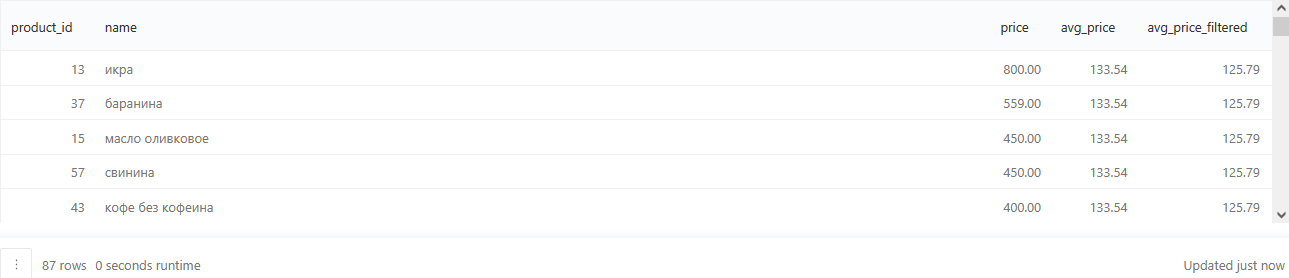 product_id name price avg_price avg_price_filtered
13 икра 800.00 133.54 125.79
37 баранина 559.00 133.54 125.79
15 масло оливковое 450.00 133.54 125.79
57 свинина 450.00 133.54 125.79
43 кофе без кофеина 400.00 133.54 125.79
87 rows 0 seconds runtime Updated just now